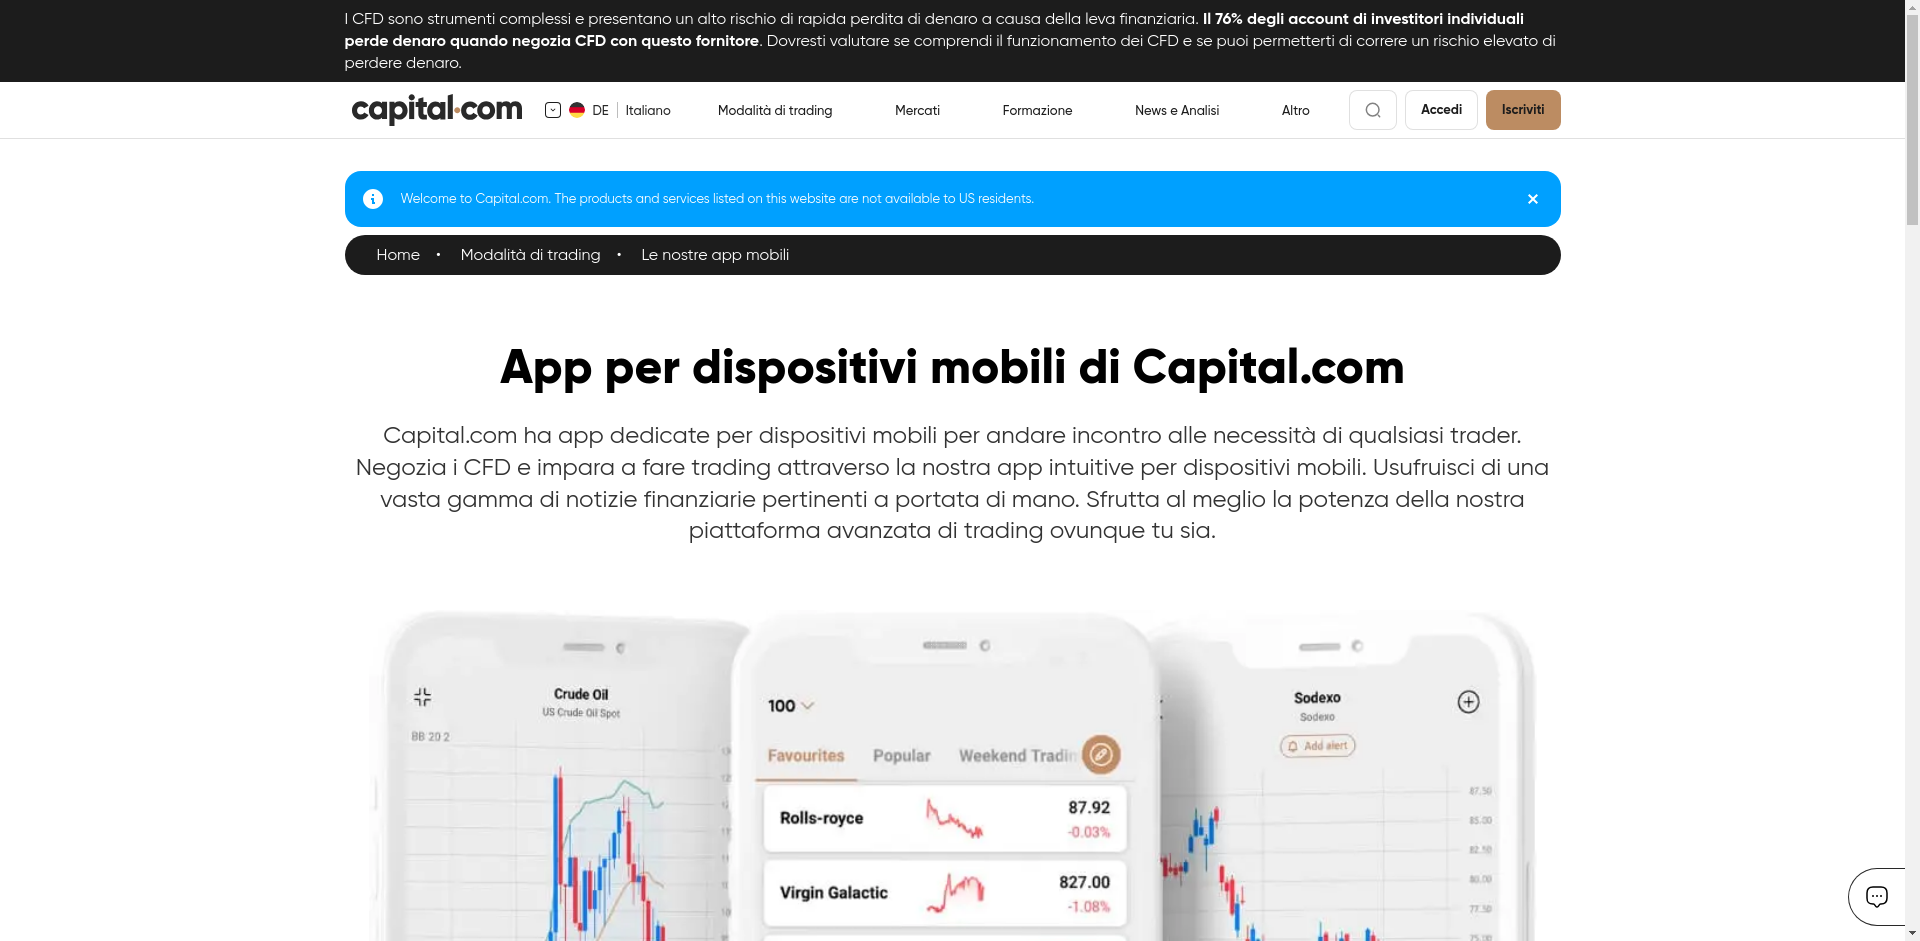 I CFD sono strumenti complessi e presentano un alto rischio di rapida perdita di denaro a causa della leva finanziaria. Il 76% degli account di investitori individuali
perde denaro quando negozia CFD con questo fornitore. Dovresti valutare se comprendi il funzionamento dei CFD e se puoi permetterti di correre un rischio elevato di
perdere denaro.
capital.com DE Italiano Modalità di trading Mercati Formazione News e Analisi Altro Accedi Iscriviti
Welcome to Capital.com. The products and services listed on this website are not available to US residents.
Home • Modalità di trading • Le nostre app mobili
App per dispositivi mobili di Capital.com
Capital.com ha app dedicate per dispositivi mobili per andare incontro alle necessità di qualsiasi trader.
Negozia i CFD e impara a fare trading attraverso la nostra app intuitive per dispositivi mobili. Usufruisci di una
vasta gamma di notizie finanziarie pertinenti a portata di mano. Sfrutta al meglio la potenza della nostra
piattaforma avanzata di trading ovunque tu sia.
Crude Oil
US Crude Oil Spot
BB 20 2
100
Favourites Popular Weekend Tradin
Rolls-royce 87.92
-0.03%
Virgin Galactic 827.00
-1.08%
Sodexo
Sodexo
Add alert
87.50
85.00
82.50
80.00
77.50
75.00